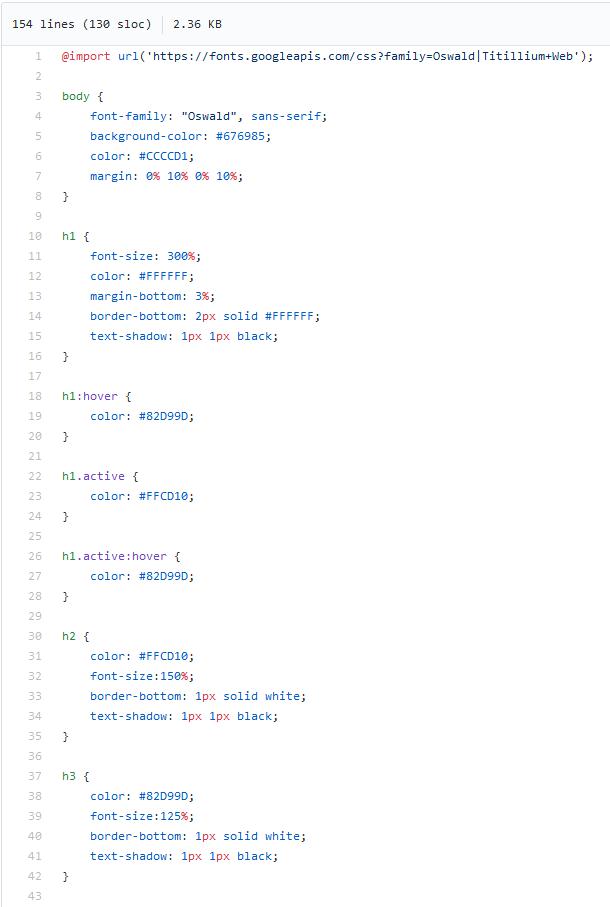 154 lines (130 sloc) 2.36 KB
1 @import url('https://fonts.googleapis.com/css?family=Oswald|Titillium+Web');
2
3 body {
4 font-family: "Oswald", sans-serif;
5 background-color: #676985;
6 color: #CCCCD1;
7 margin: 0% 10% 0% 10%;
8 }
9
10 h1 {
11 font-size: 300%;
12 color: #FFFFFF;
13 margin-bottom: 3%;
14 border-bottom: 2px solid #FFFFFF;
15 text-shadow: 1px 1px black;
16 }
17
18 h1:hover {
19 color: #82D99D;
20 }
21
22 h1.active {
23 color: #FFCD10;
24 }
25
26 h1.active:hover {
27 color: #82D99D;
28 }
29
30 h2 {
31 color: #FFCD10;
32 font-size:150%;
33 border-bottom: 1px solid white;
34 text-shadow: 1px 1px black;
35 }
36
37 h3 {
38 color: #82D99D;
39 font-size:125%;
40 border-bottom: 1px solid white;
41 text-shadow: 1px 1px black;
42 }
43